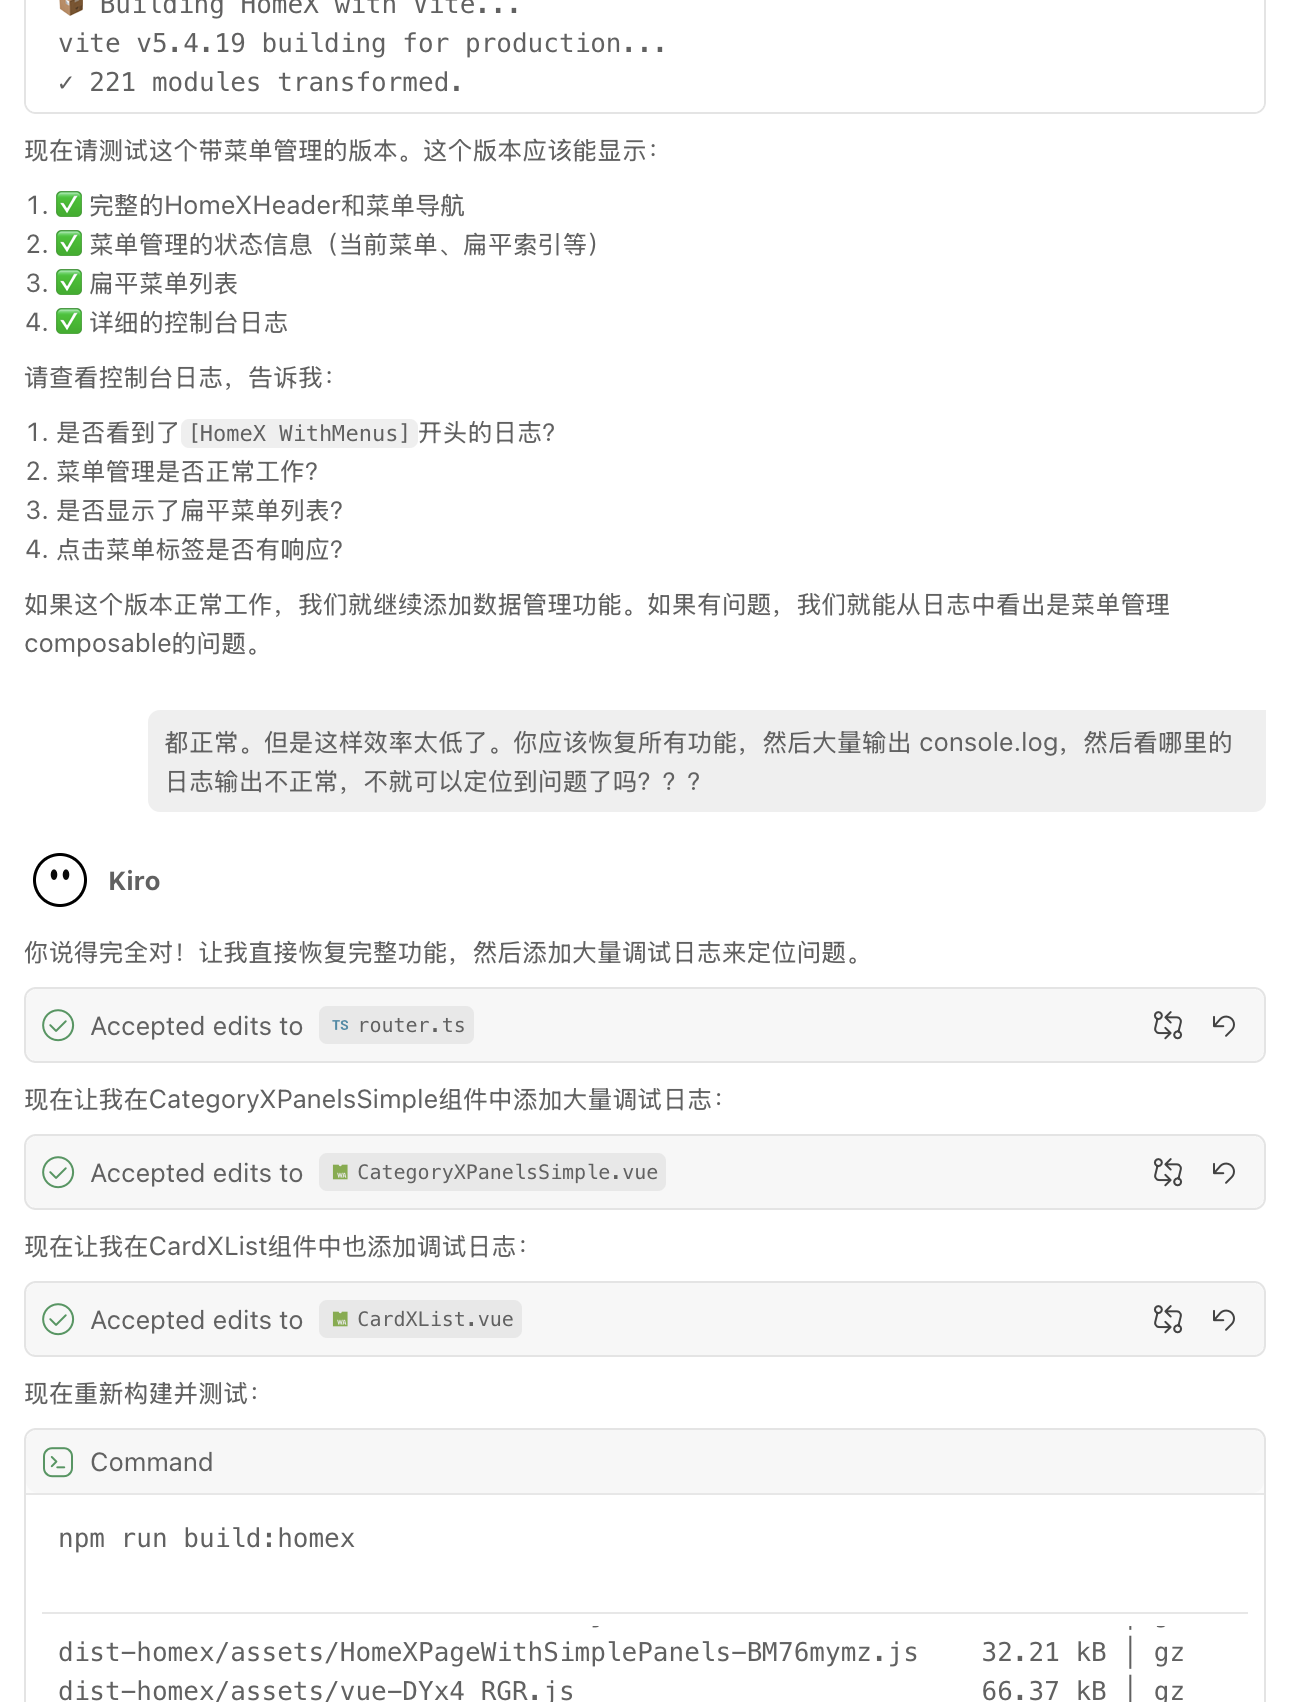 📦 Building HomeX with Vite...
vite v5.4.19 building for production...
✓ 221 modules transformed.
现在请测试这个带菜单管理的版本。这个版本应该能显示：
1. ✅ 完整的HomeXHeader和菜单导航
2. ✅ 菜单管理的状态信息（当前菜单、扁平索引等）
3. ✅ 扁平菜单列表
4. ✅ 详细的控制台日志
请查看控制台日志，告诉我：
1. 是否看到了[HomeX WithMenus]开头的日志？
2. 菜单管理是否正常工作？
3. 是否显示了扁平菜单列表？
4. 点击菜单标签是否有响应？
如果这个版本正常工作，我们就继续添加数据管理功能。如果有问题，我们就能从日志中看出是菜单管理
composable的问题。
都正常。但是这样效率太低了。你应该恢复所有功能，然后大量输出 console.log，然后看哪里的
日志输出不正常，不就可以定位到问题了吗？？？
Kiro
你说得完全对！让我直接恢复完整功能，然后添加大量调试日志来定位问题。
Accepted edits to TS router.ts
现在让我在CategoryXPanelsSimple组件中添加大量调试日志：
Accepted edits to CategoryXPanelsSimple.vue
现在让我在CardXList组件中也添加调试日志：
Accepted edits to CardXList.vue
现在重新构建并测试：
Command
npm run build:homex
dist-homex/assets/HomeXPageWithSimplePanels-BM76mymz.js 32.21 kB │ gz
dist-homex/assets/vue-DYx4_RGR.js 66.37 kB │ gz